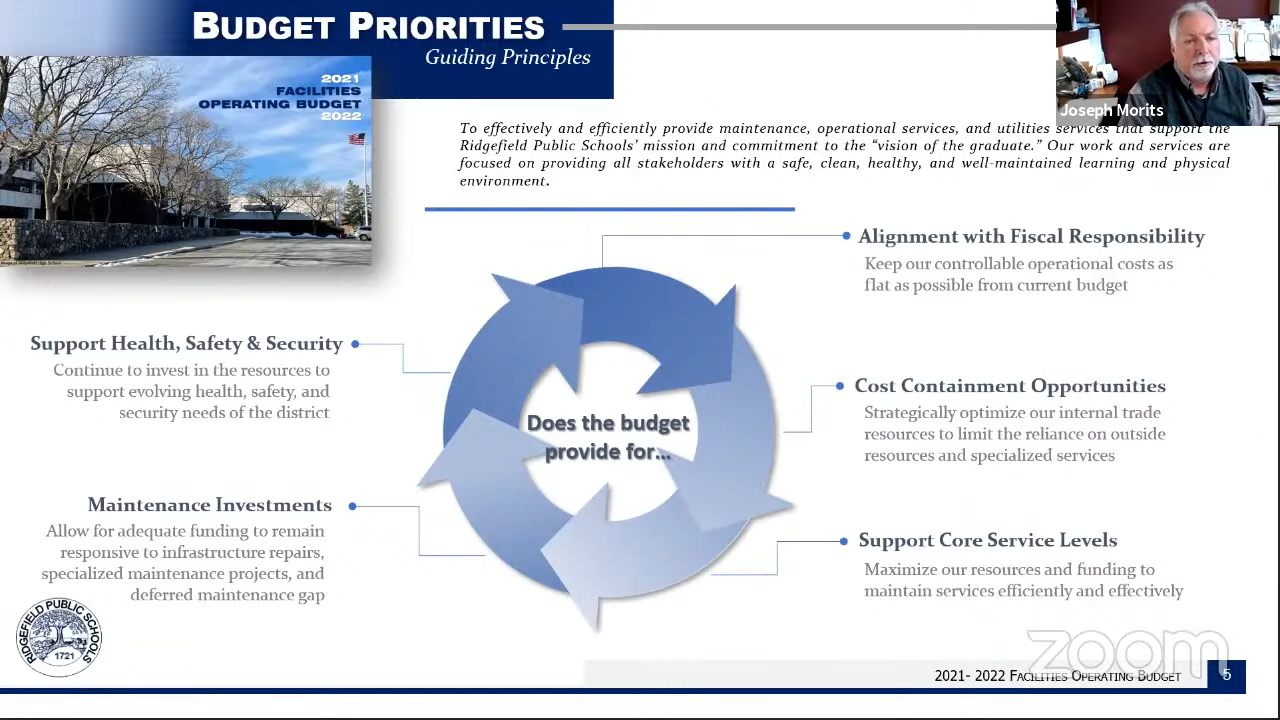 BUDGET PRIORITIES
Guiding Principles
2021
FACILITIES
OPERATING BUDGET
2022
Joseph Morits
To effectively and efficiently provide maintenance, operational services, and utilities services that support the
Ridgefield Public Schools' mission and commitment to the “vision of the graduate.” Our work and services are
focused on providing all stakeholders with a safe, clean, healthy, and well-maintained learning and physical
environment.
Alignment with Fiscal Responsibility
Keep our controllable operational costs as
flat as possible from current budget
Support Health, Safety & Security
Continue to invest in the resources to
support evolving health, safety, and
security needs of the district
Cost Containment Opportunities
Strategically optimize our internal trade
resources to limit the reliance on outside
resources and specialized services
Does the budget
provide for...
Maintenance Investments
Allow for adequate funding to remain
responsive to infrastructure repairs,
specialized maintenance projects, and
deferred maintenance gap
Support Core Service Levels
Maximize our resources and funding to
maintain services efficiently and effectively
RIDGEFIELD PUBLIC SCHOOLS
1721
zoom
2021- 2022 FACILITIES OPERATING BUDGET
5